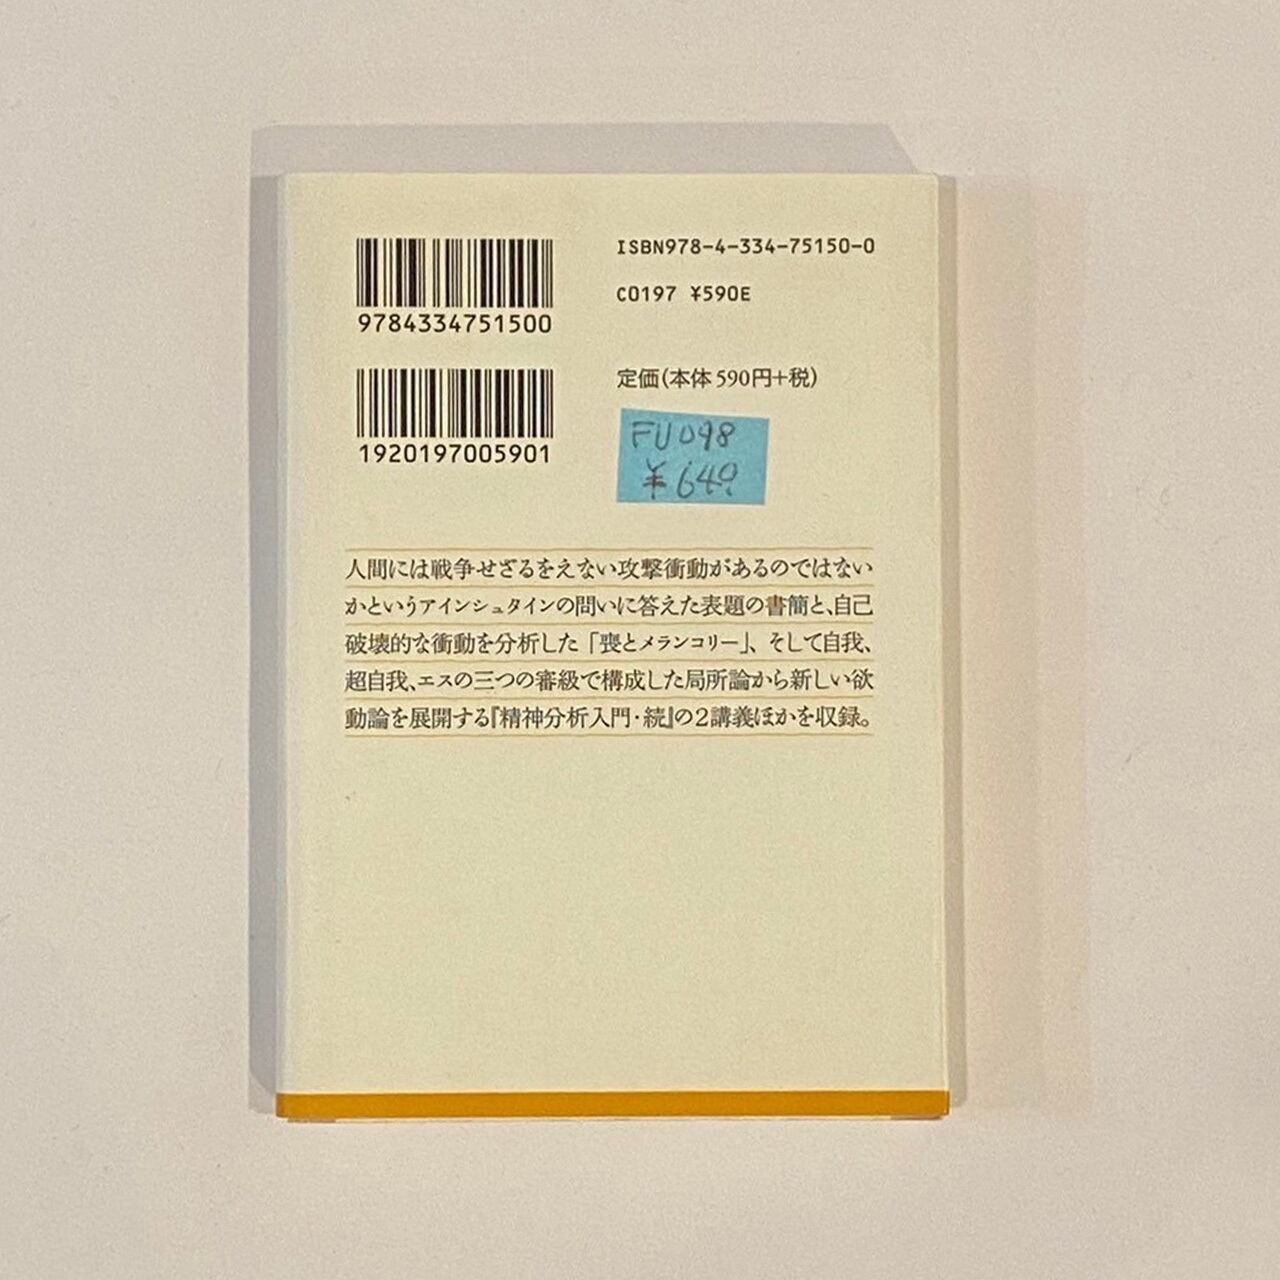 ISBN978-4-334-75150-0
C0197 ¥590E
9784334751500
定価(本体590円+税)
1920197005901
FU098
¥649
人間には戦争せざるをえない攻撃衝動があるのではない
かというアインシュタインの問いに答えた表題の書簡と、自己
破壊的な衝動を分析した「喪とメランコリー」、そして自我、
超自我、エスの三つの審級で構成した局所論から新しい欲
動論を展開する『精神分析入門・続』の2講義ほかを収録。